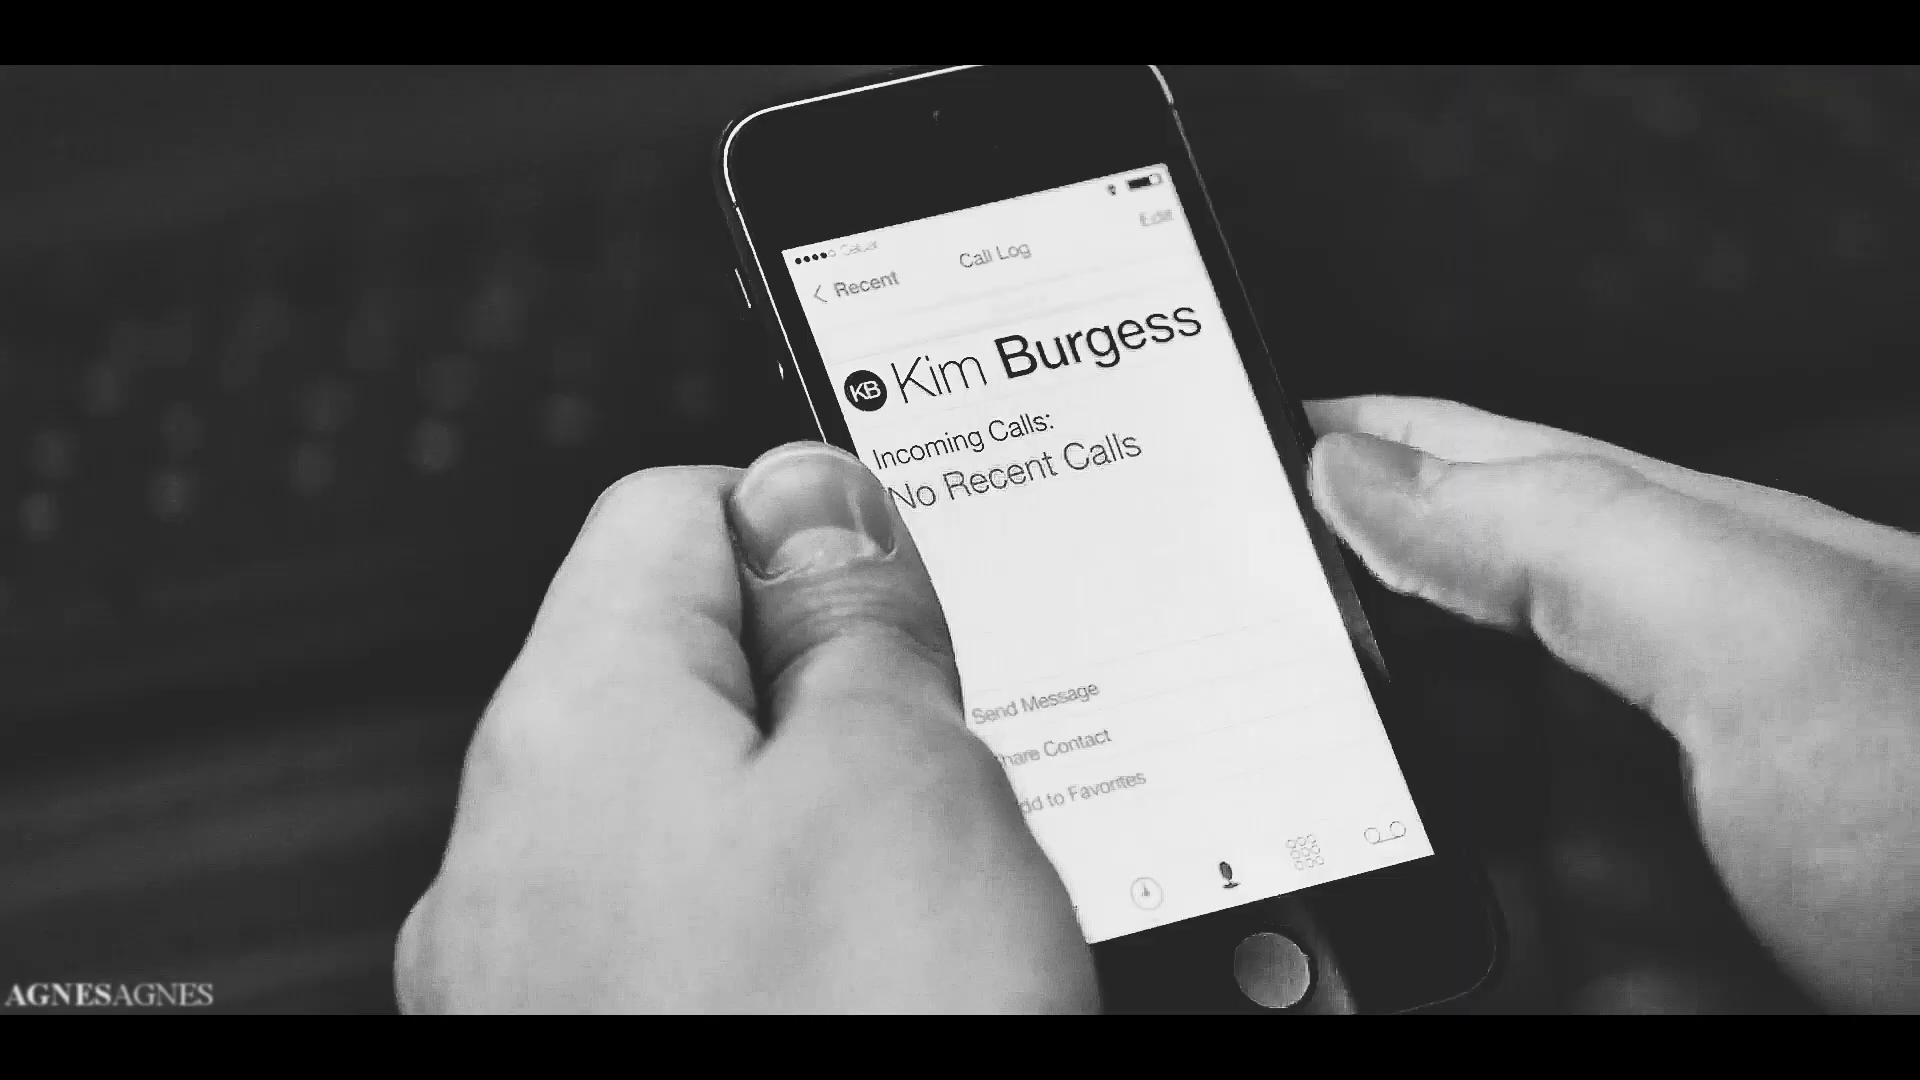 Edit
< Recent
Call Log
KB Kim Burgess
Incoming Calls:
No Recent Calls
Send Message
hare Contact
dd to Favorites
AGNESAGNES